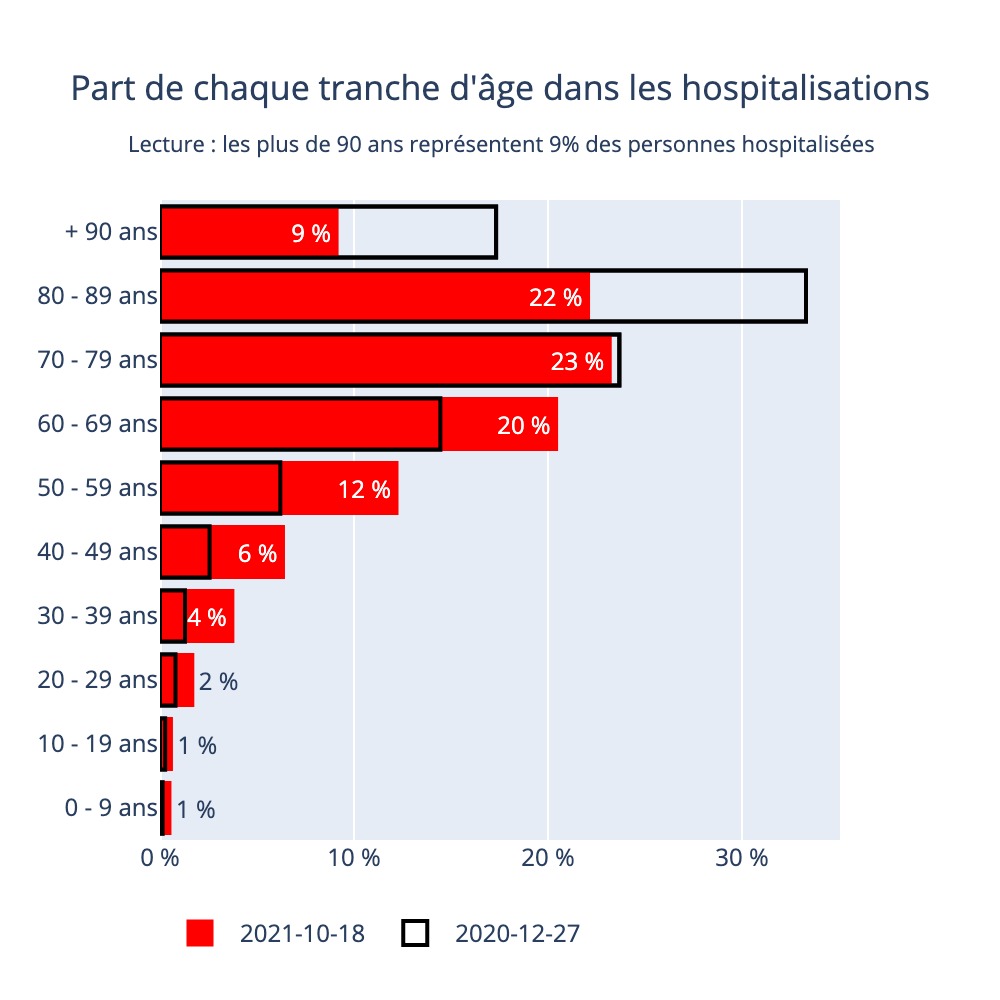 Part de chaque tranche d'âge dans les hospitalisations
Lecture : les plus de 90 ans représentent 9% des personnes hospitalisées
+ 90 ans 9 %
80 - 89 ans 22 %
70 - 79 ans 23 %
60 - 69 ans 20 %
50 - 59 ans 12 %
40 - 49 ans 6 %
30 - 39 ans 4 %
20 - 29 ans 2 %
10 - 19 ans 1 %
0 - 9 ans 1 %
0 % 10 % 20 % 30 %
2021-10-18 2020-12-27